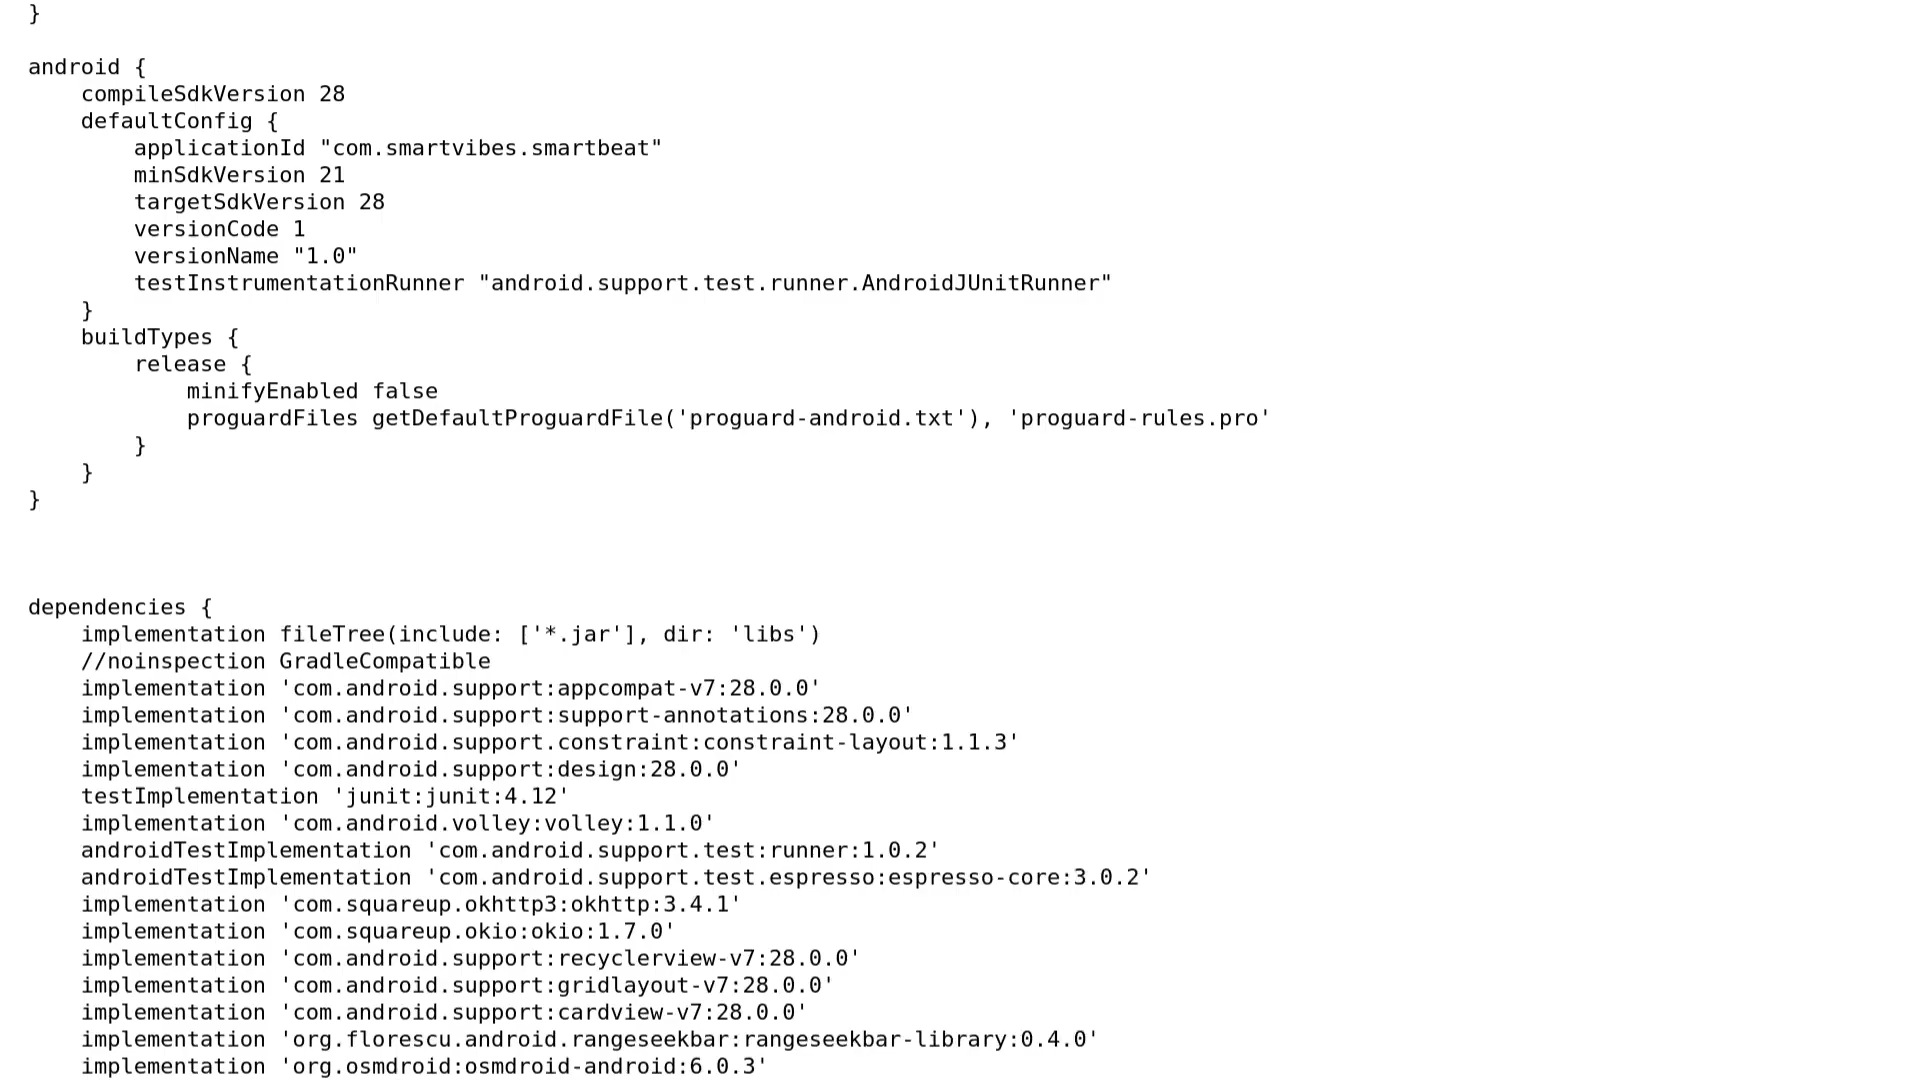 }
android {
compileSdkVersion 28
defaultConfig {
applicationId "com.smartvibes.smartbeat"
minSdkVersion 21
targetSdkVersion 28
versionCode 1
versionName "1.0"
testInstrumentationRunner "android.support.test.runner.AndroidJUnitRunner"
}
buildTypes {
release {
minifyEnabled false
proguardFiles getDefaultProguardFile('proguard-android.txt'), 'proguard-rules.pro'
}
}
}
dependencies {
implementation fileTree(include: ['*.jar'], dir: 'libs')
//noinspection GradleCompatible
implementation 'com.android.support:appcompat-v7:28.0.0'
implementation 'com.android.support:support-annotations:28.0.0'
implementation 'com.android.support.constraint:constraint-layout:1.1.3'
implementation 'com.android.support:design:28.0.0'
testImplementation 'junit:junit:4.12'
implementation 'com.android.volley:volley:1.1.0'
androidTestImplementation 'com.android.support.test:runner:1.0.2'
androidTestImplementation 'com.android.support.test.espresso:espresso-core:3.0.2'
implementation 'com.squareup.okhttp3:okhttp:3.4.1'
implementation 'com.squareup.okio:okio:1.7.0'
implementation 'com.android.support:recyclerview-v7:28.0.0'
implementation 'com.android.support:gridlayout-v7:28.0.0'
implementation 'com.android.support:cardview-v7:28.0.0'
implementation 'org.florescu.android.rangeseekbar:rangeseekbar-library:0.4.0'
implementation 'org.osmdroid:osmdroid-android:6.0.3'